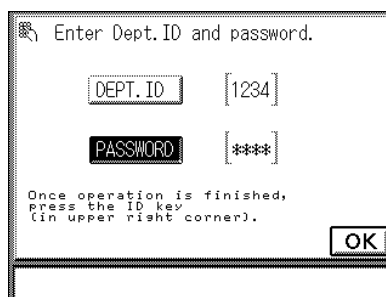 Enter Dept.ID and password.
DEPT.ID [1234]
PASSWORD [****]
Once operation is finished,
press the ID key
(in upper right corner).
OK